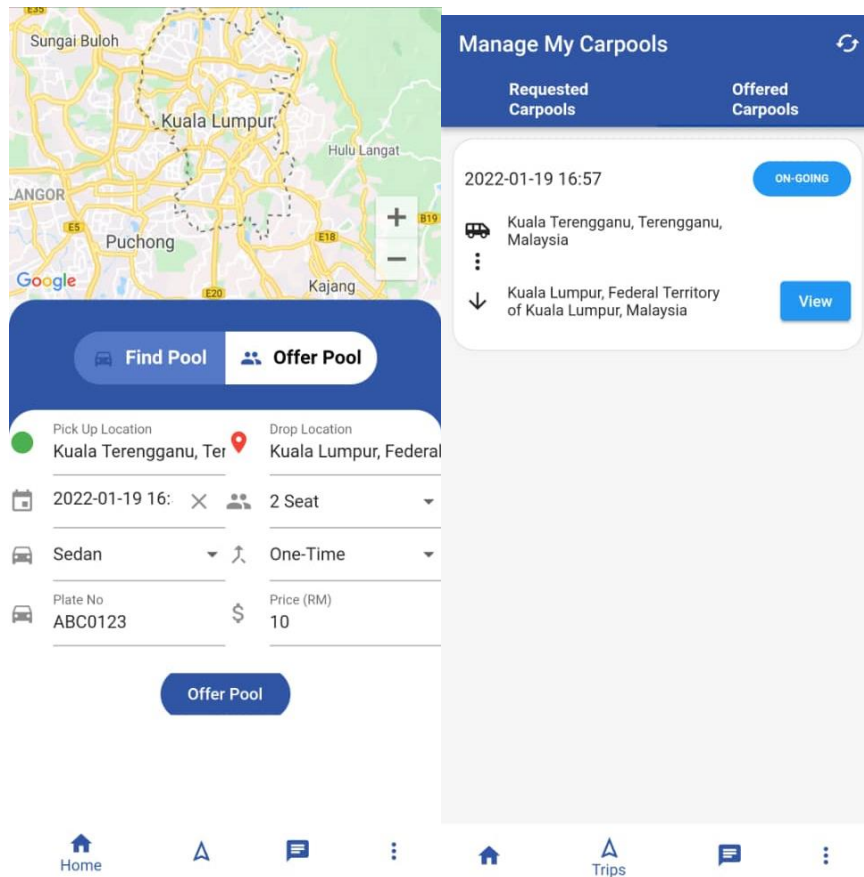 E35
Sungai Buloh
Kuala Lumpur
Hulu Langat
LANGOR
B19
E5
E18
Puchong
Google
E20
Kajang
Find Pool
Offer Pool
Pick Up Location
Drop Location
Kuala Terengganu, Ter
Kuala Lumpur, Federal
2022-01-19 16:
2 Seat
Sedan
One-Time
Plate No
Price (RM)
ABC0123
$
10
Offer Pool
Home
Manage My Carpools
Requested
Carpools
Offered
Carpools
2022-01-19 16:57
ON-GOING
Kuala Terengganu, Terengganu,
Malaysia
Kuala Lumpur, Federal Territory
of Kuala Lumpur, Malaysia
View
Trips